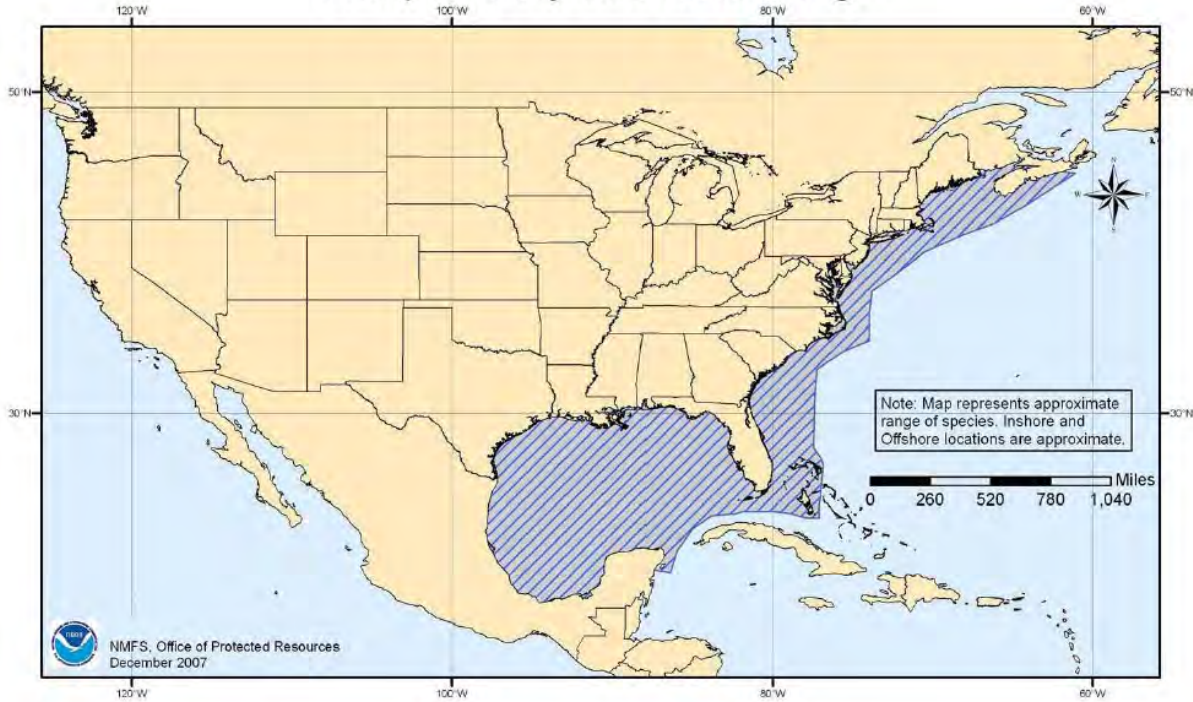 120°W 100°W 80°W 60°W
50°N 50°N
N
W E
S
30°N 30°N
Note: Map represents approximate
range of species. Inshore and
Offshore locations are approximate.
Miles
0 260 520 780 1,040
NMFS, Office of Protected Resources
December 2007
120°W 100°W 80°W 60°W